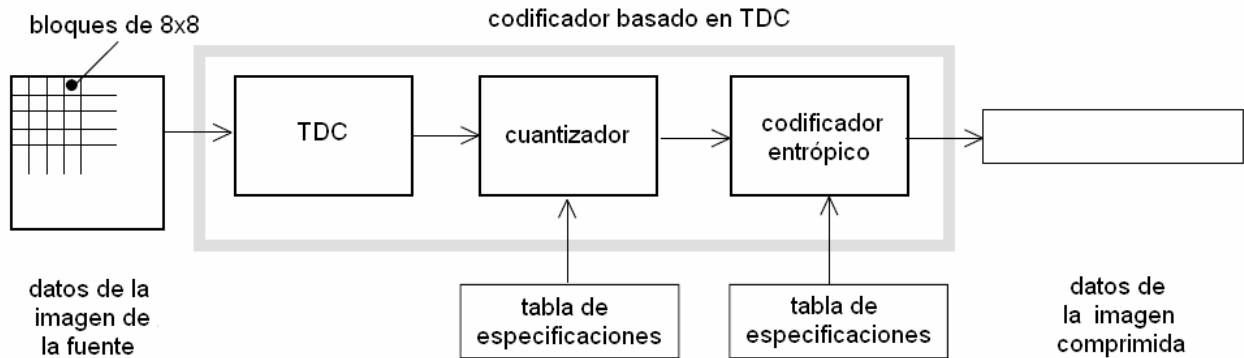 bloques de 8x8
codificador basado en TDC
TDC
cuantizador
codificador
entrópico
datos de la
imagen de
la fuente
tabla de
especificaciones
tabla de
especificaciones
datos de
la imagen
comprimida